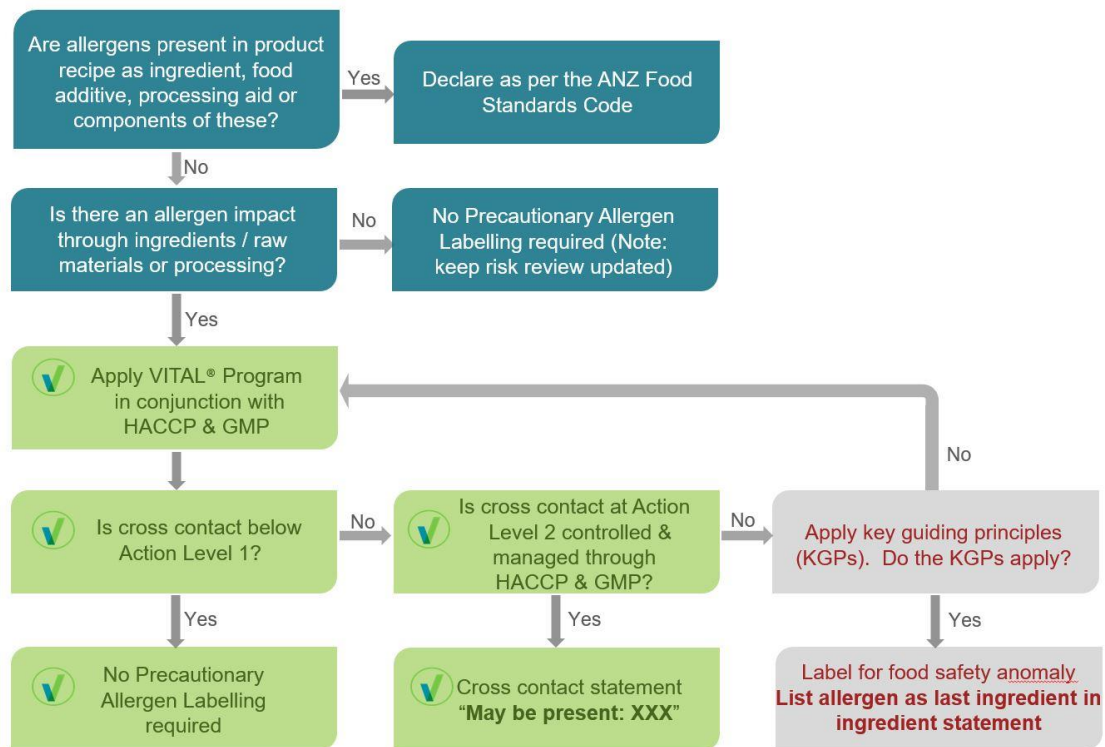 Are allergens present in product
recipe as ingredient, food
additive, processing aid or
components of these?
Yes
Declare as per the ANZ Food
Standards Code
No
Is there an allergen impact
through ingredients / raw
materials or processing?
No
No Precautionary Allergen
Labelling required (Note:
keep risk review updated)
Yes
Apply VITAL® Program
in conjunction with
HACCP & GMP
No
Is cross contact below
Action Level 1?
No
Is cross contact at Action
Level 2 controlled &
managed through
HACCP & GMP?
No
Apply key guiding principles
(KGPs).  Do the KGPs apply?
Yes
Yes
Yes
No Precautionary
Allergen Labelling
required
Cross contact statement
“May be present: XXX”
Label for food safety anomaly
List allergen as last ingredient in
ingredient statement